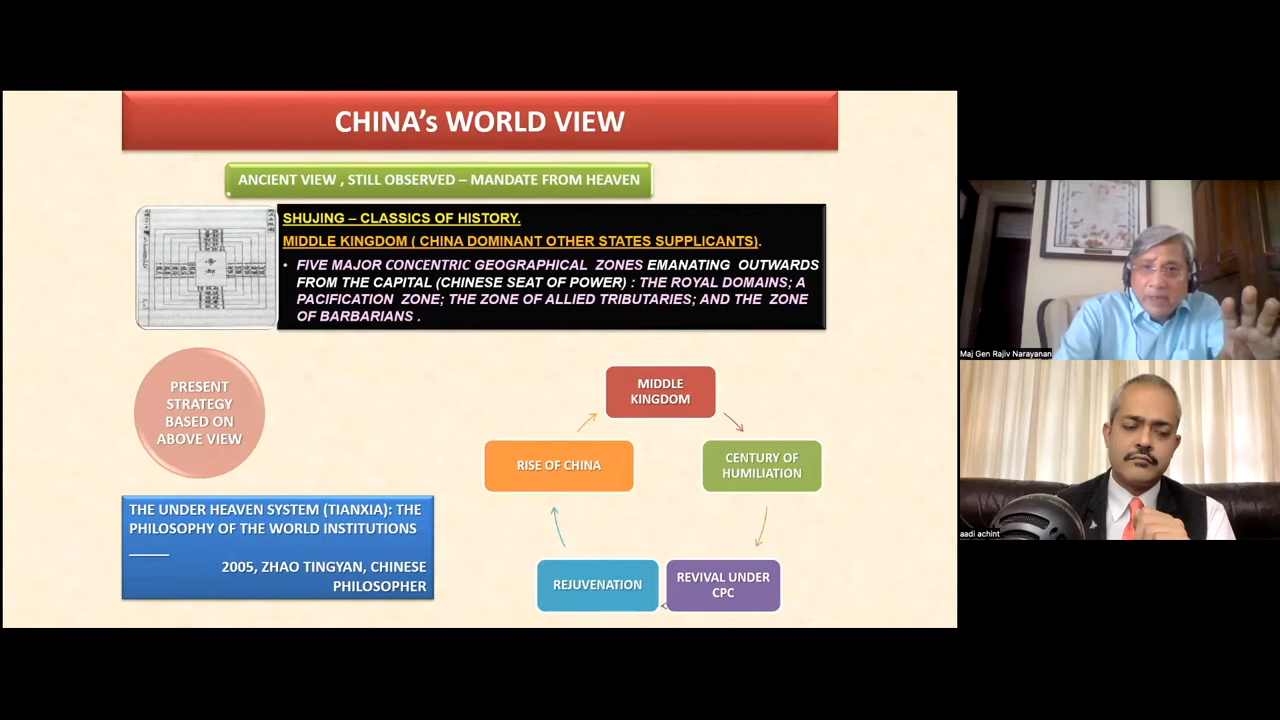 CHINA's WORLD VIEW
ANCIENT VIEW , STILL OBSERVED – MANDATE FROM HEAVEN
SHUJING – CLASSICS OF HISTORY.
MIDDLE KINGDOM ( CHINA DOMINANT OTHER STATES SUPPLICANTS).
• FIVE MAJOR CONCENTRIC GEOGRAPHICAL ZONES EMANATING OUTWARDS
FROM THE CAPITAL (CHINESE SEAT OF POWER) : THE ROYAL DOMAINS; A
PACIFICATION ZONE; THE ZONE OF ALLIED TRIBUTARIES; AND THE ZONE
OF BARBARIANS .
PRESENT
STRATEGY
BASED ON
ABOVE VIEW
MIDDLE
KINGDOM
CENTURY OF
HUMILIATION
REVIVAL UNDER
CPC
REJUVENATION
RISE OF CHINA
THE UNDER HEAVEN SYSTEM (TIANXIA): THE
PHILOSOPHY OF THE WORLD INSTITUTIONS
2005, ZHAO TINGYAN, CHINESE
PHILOSOPHER
Maj Gen Rajiv Narayanan
aadi achint